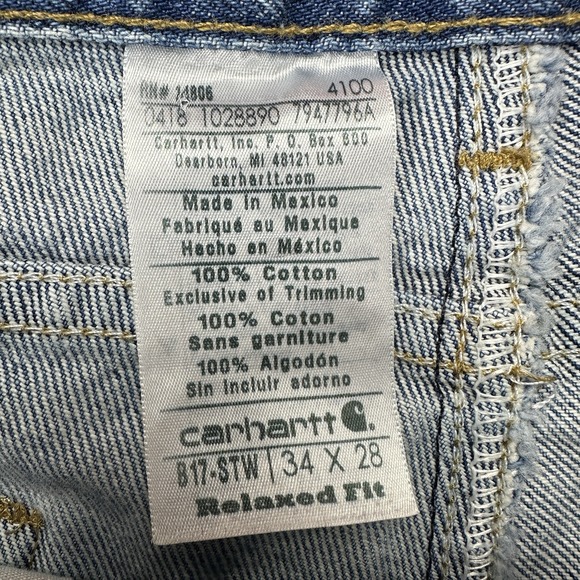 RN# 14806 4100
0418 1028890 7947796A
Carhartt, Inc. P. O. Box 600
Dearborn, MI 48121 USA
carhartt.com
Made in Mexico
Fabriqué au Mexique
Hecho en México
100% Cotton
Exclusive of Trimming
100% Coton
Sans garniture
100% Algodón
Sin incluir adorno
carhartt
B17-STW | 34 X 28
Relaxed Fit